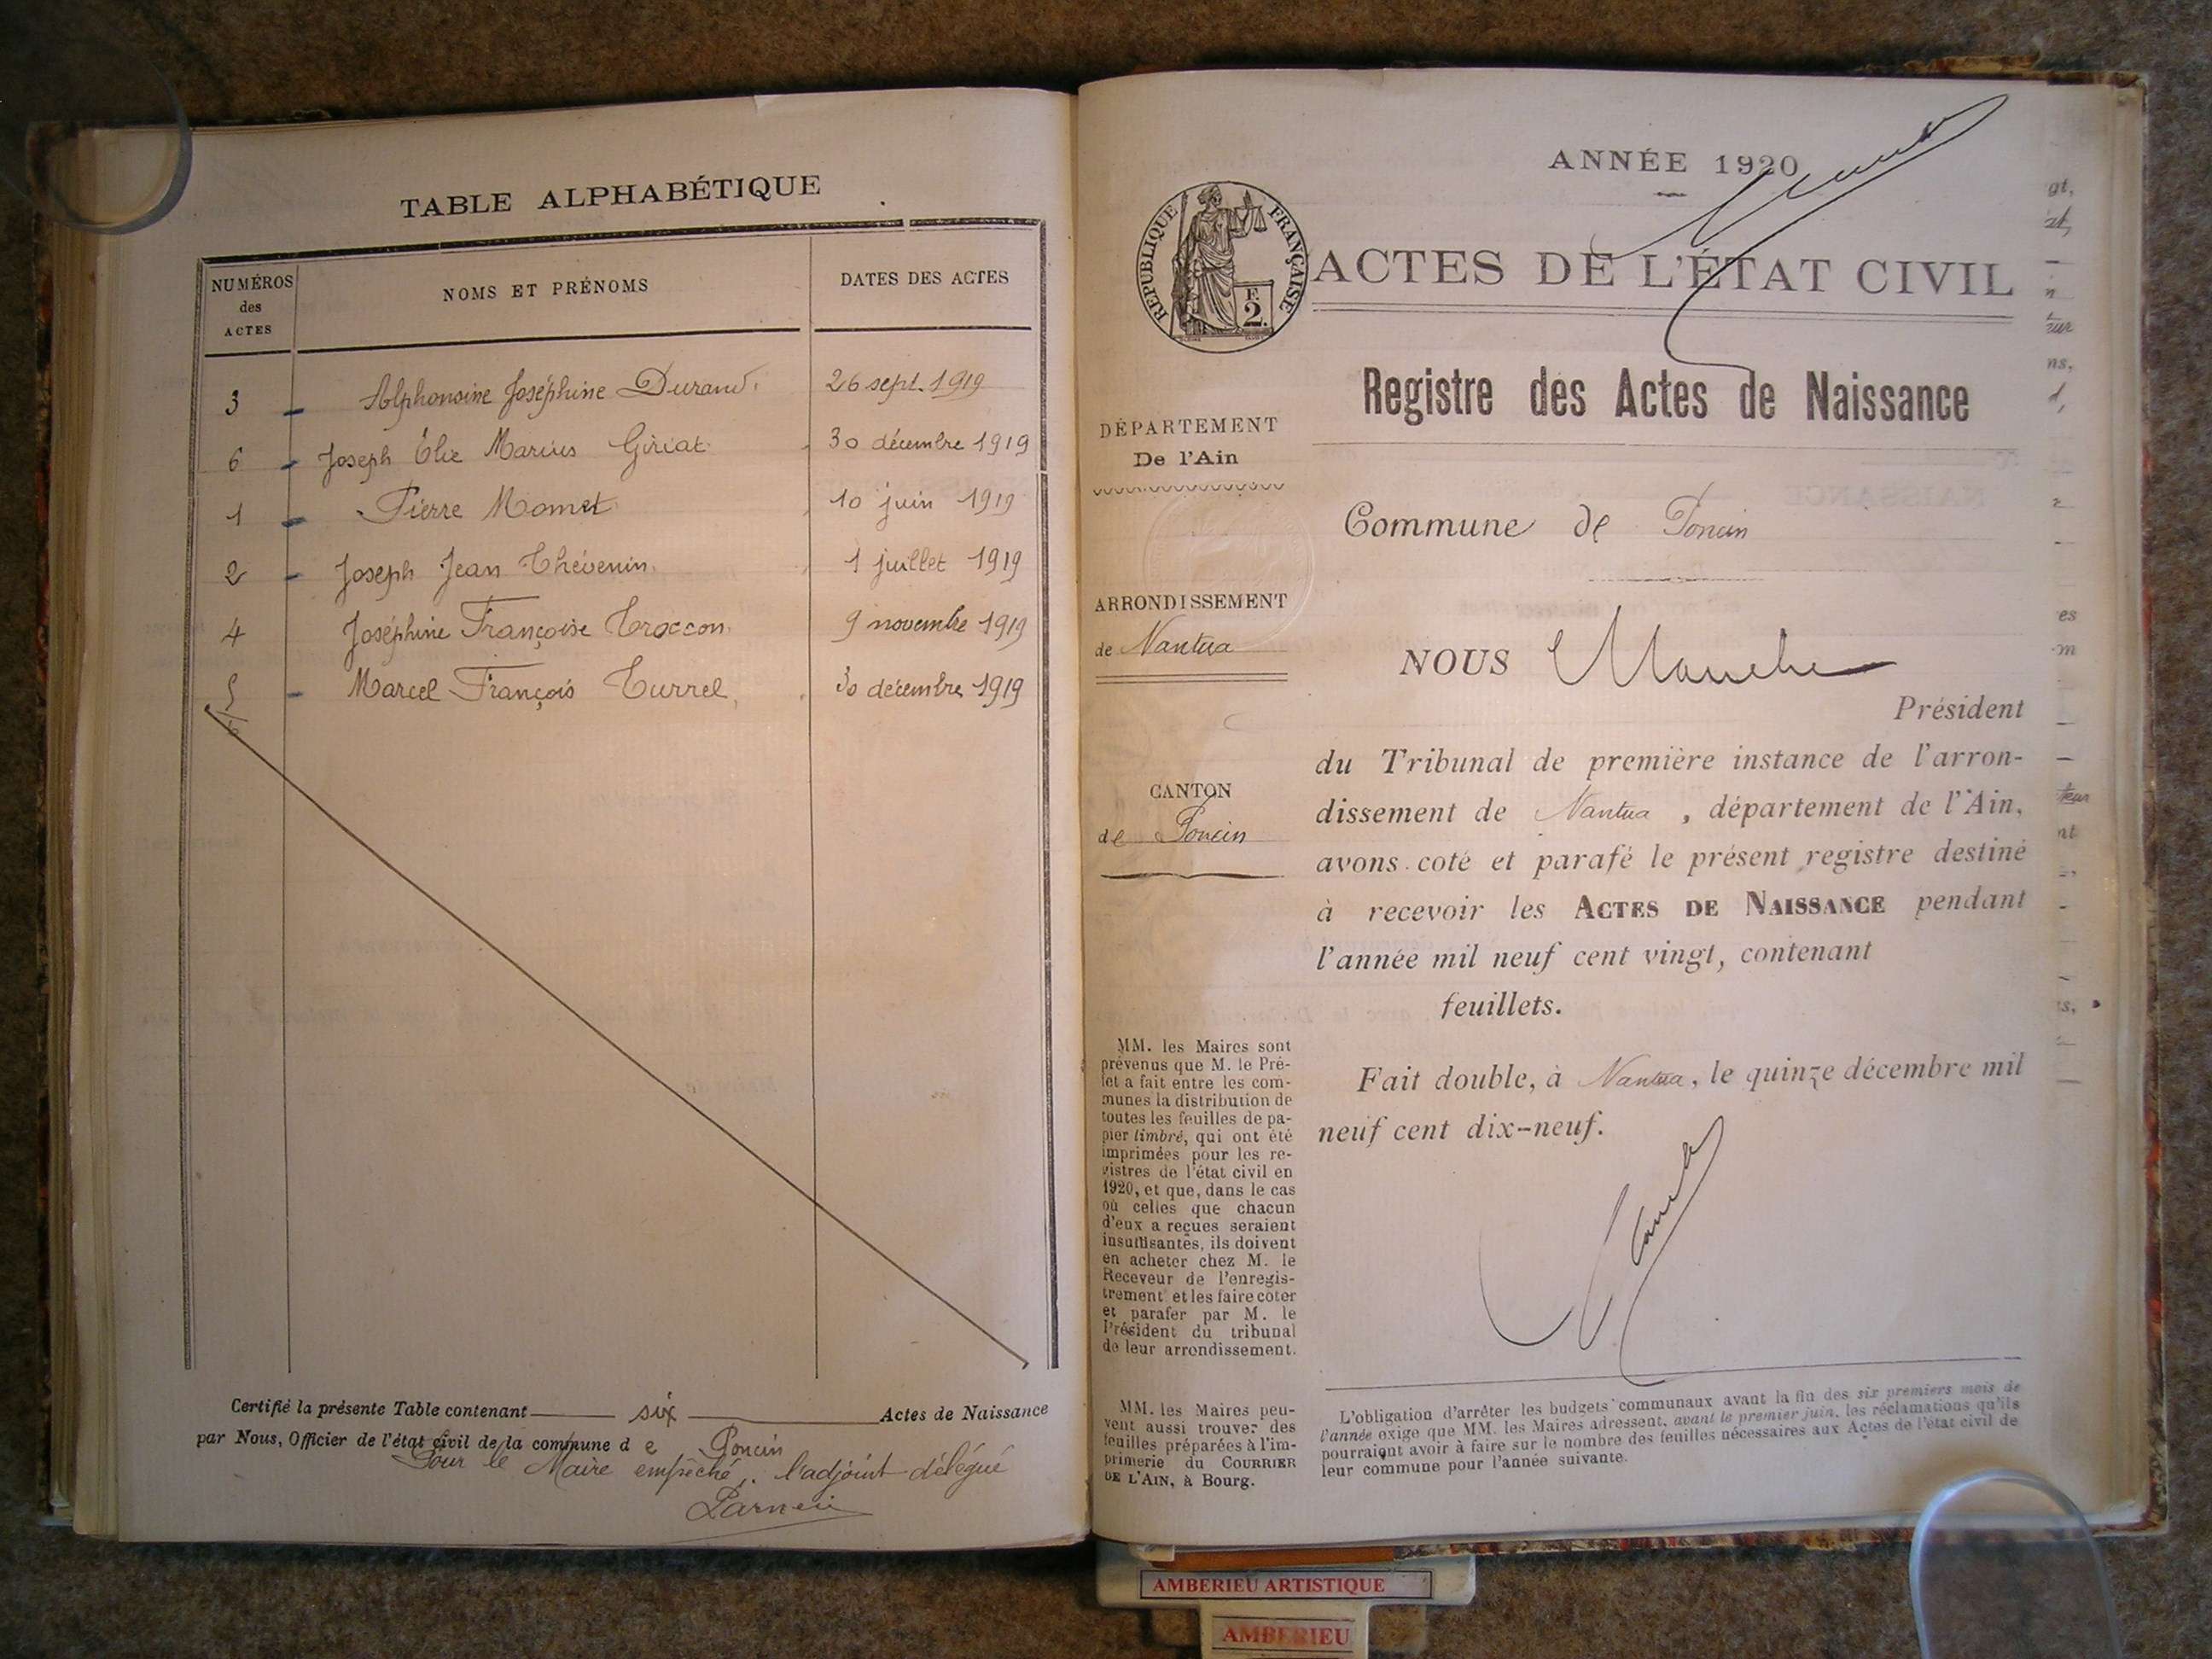 TABLE ALPHABÉTIQUE
NUMÉROS des ACTES
NOMS ET PRÉNOMS
DATES DES ACTES
3 Alphonsine Joséphine Durand. 26 sept. 1919
6 Joseph Élie Marius Giriat 30 décembre 1919
1 Pierre Momet 10 juin 1919
2 Joseph Jean Thévenin. 1 juillet 1919
4 Joséphine Françoise Troccon. 9 novembre 1919
5 Marcel François Turrel, 30 décembre 1919
Certifié la présente Table contenant six Actes de Naissance
par Nous, Officier de l'état civil de la commune de Poncin
Pour le Maire empêché, l'adjoint délégué
ANNÉE 1920
RÉPUBLIQUE FRANÇAISE
F.
2.
ACTES DE L'ÉTAT CIVIL
Registre des Actes de Naissance
DÉPARTEMENT
De l'Ain
Commune de Poncin
ARRONDISSEMENT
de Nantua
CANTON
de Poncin
NOUS
Président
du Tribunal de première instance de l'arron-
dissement de Nantua, département de l'Ain,
avons coté et parafé le présent registre destiné
à recevoir les ACTES DE NAISSANCE pendant
l'année mil neuf cent vingt, contenant
feuillets.
Fait double, à Nantua, le quinze décembre mil
neuf cent dix-neuf.
MM. les Maires sont
prévenus que M. le Pré-
fet a fait entre les com-
munes la distribution de
toutes les feuilles de pa-
pier timbré, qui ont été
imprimées pour les re-
gistres de l'état civil en
1920, et que, dans le cas
où celles que chacun
d'eux a reçues seraient
insuffisantes, ils doivent
en acheter chez M. le
Receveur de l'enregis-
trement et les faire coter
et parafer par M. le
Président du tribunal
de leur arrondissement.
MM. les Maires peu-
vent aussi trouver des
feuilles préparées à l'im-
primerie du COURRIER
DE L'AIN, à Bourg.
L'obligation d'arrêter les budgets communaux avant la fin des six premiers mois de
l'année exige que MM. les Maires adressent, avant le premier juin, les réclamations qu'ils
pourraient avoir à faire sur le nombre des feuilles nécessaires aux Actes de l'état civil de
leur commune pour l'année suivante.
AMBERIEU ARTISTIQUE
AMBERIEU